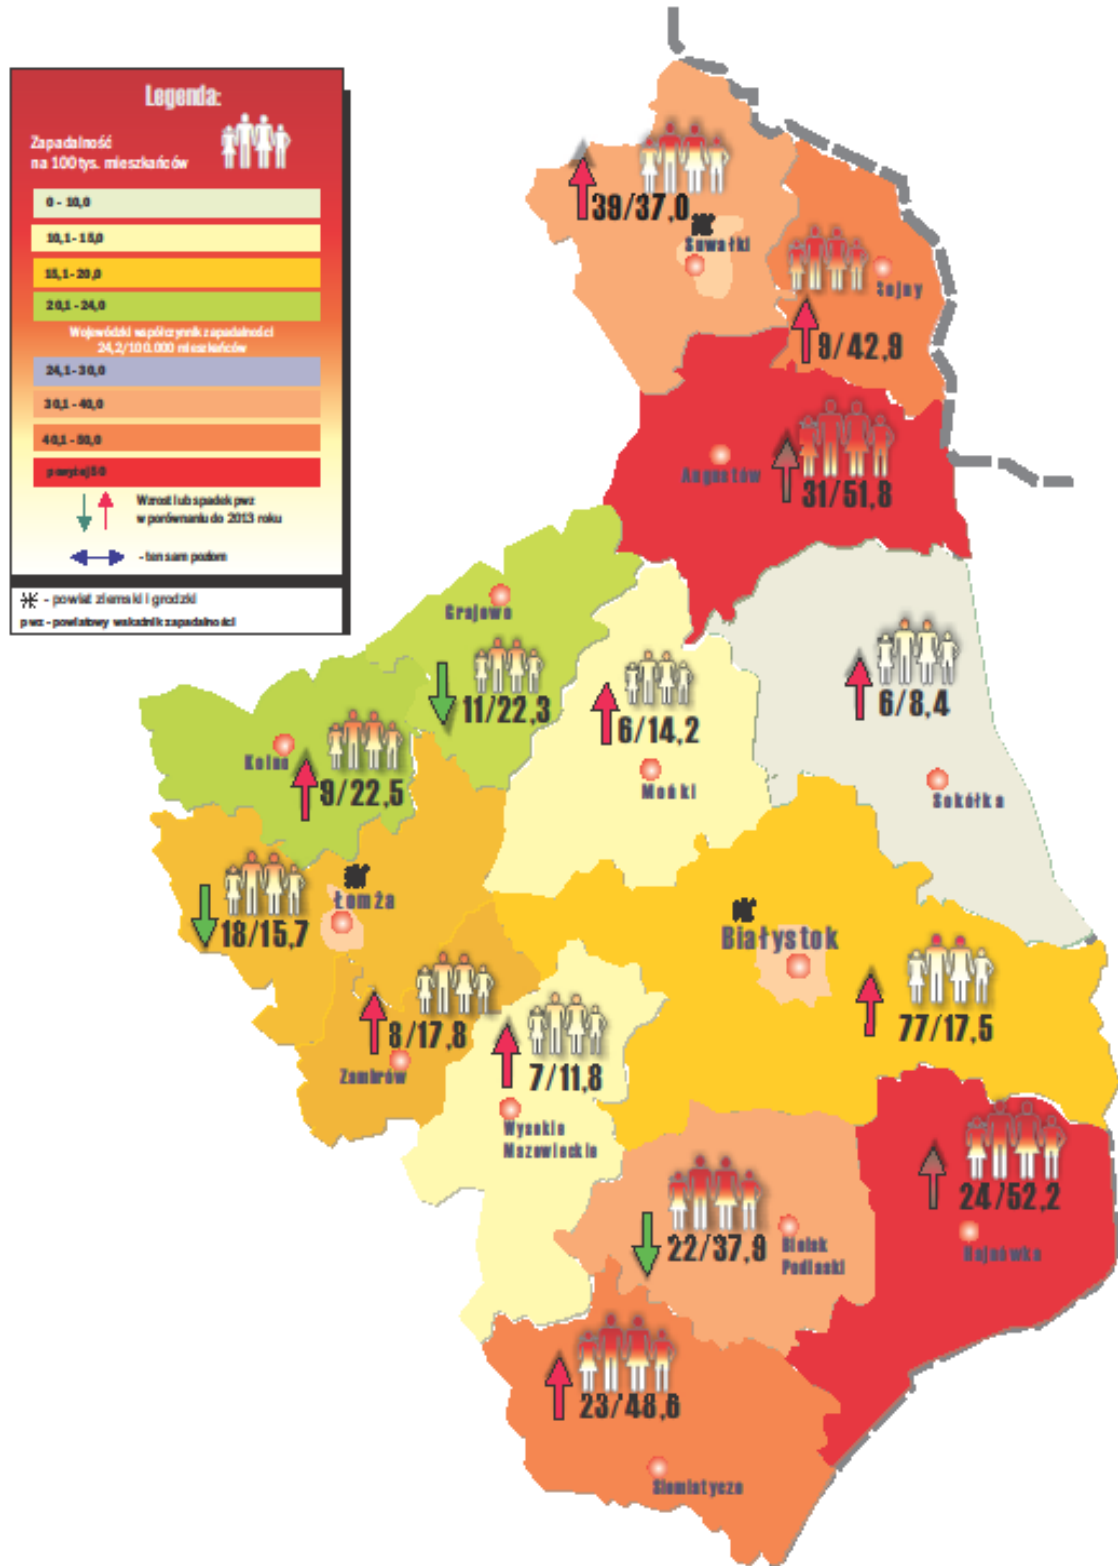 Legenda:
Zapadalność
na 100 tys. mieszkańców
0 - 10,0
10,1 - 15,0
15,1 - 20,0
20,1 - 24,0
Wojewódzki współczynnik zapadalności
24,2/100.000 mieszkańców
24,1 - 30,0
30,1 - 40,0
40,1 - 50,0
powyżej 50
Wzrost lub spadek pwz
w porównaniu do 2013 roku
- ten sam poziom
- powiat ziemski i grodzki
pwz - powiatowy wskaźnik zapadalności
39/37,0
Suwałki
Sejny
9/42,9
Augustów
31/51,8
Grajewo
11/22,3
6/14,2
Mońki
6/8,4
Sokółka
Kolno
9/22,5
Łomża
18/15,7
Białystok
77/17,5
8/17,8
Zambrów
7/11,8
Wysokie
Mazowieckie
24/52,2
Hajnówka
22/37,9
Bielsk
Podlaski
23/48,6
Siemiatycze